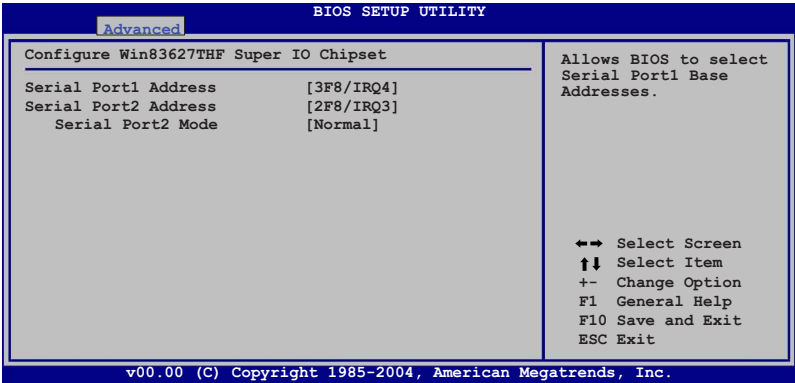 BIOS SETUP UTILITY
Advanced
Configure Win83627THF Super IO Chipset
Serial Port1 Address [3F8/IRQ4]
Serial Port2 Address [2F8/IRQ3]
Serial Port2 Mode [Normal]
Allows BIOS to select
Serial Port1 Base
Addresses.
←→ Select Screen
↑↓ Select Item
+- Change Option
F1 General Help
F10 Save and Exit
ESC Exit
v00.00 (C) Copyright 1985-2004, American Megatrends, Inc.